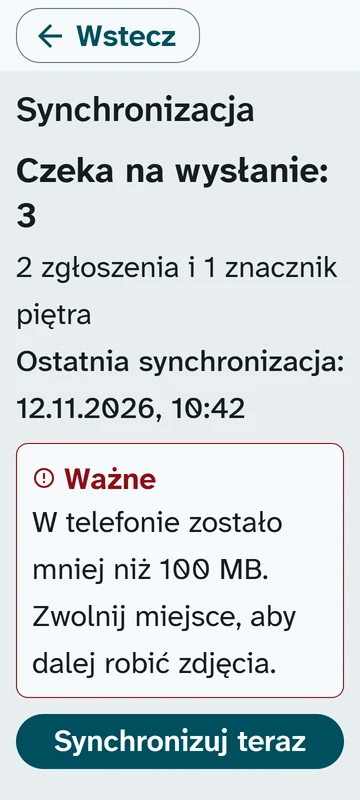 Wstecz
Synchronizacja
Czeka na wysłanie:
3
2 zgłoszenia i 1 znacznik
piętra
Ostatnia synchronizacja:
12.11.2026, 10:42
Ważne
W telefonie zostało
mniej niż 100 MB.
Zwolnij miejsce, aby
dalej robić zdjęcia.
Synchronizuj teraz